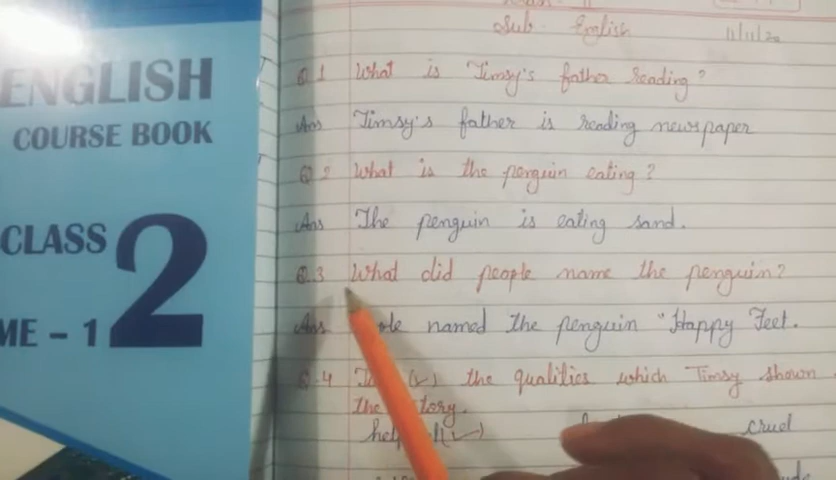 ENGLISH
COURSE BOOK
CLASS 2
ME - 1
Sub- English
Q 1 What is Timsy's father reading?
Ans Timsy's father is reading newspaper
Q 2 What is the penguin eating?
Ans The penguin is eating sand.
Q.3 What did people name the penguin?
Ans named the penguin "Happy Feet.
Q.4 (✓) the qualities which Timsy shown
the
(✓) cruel